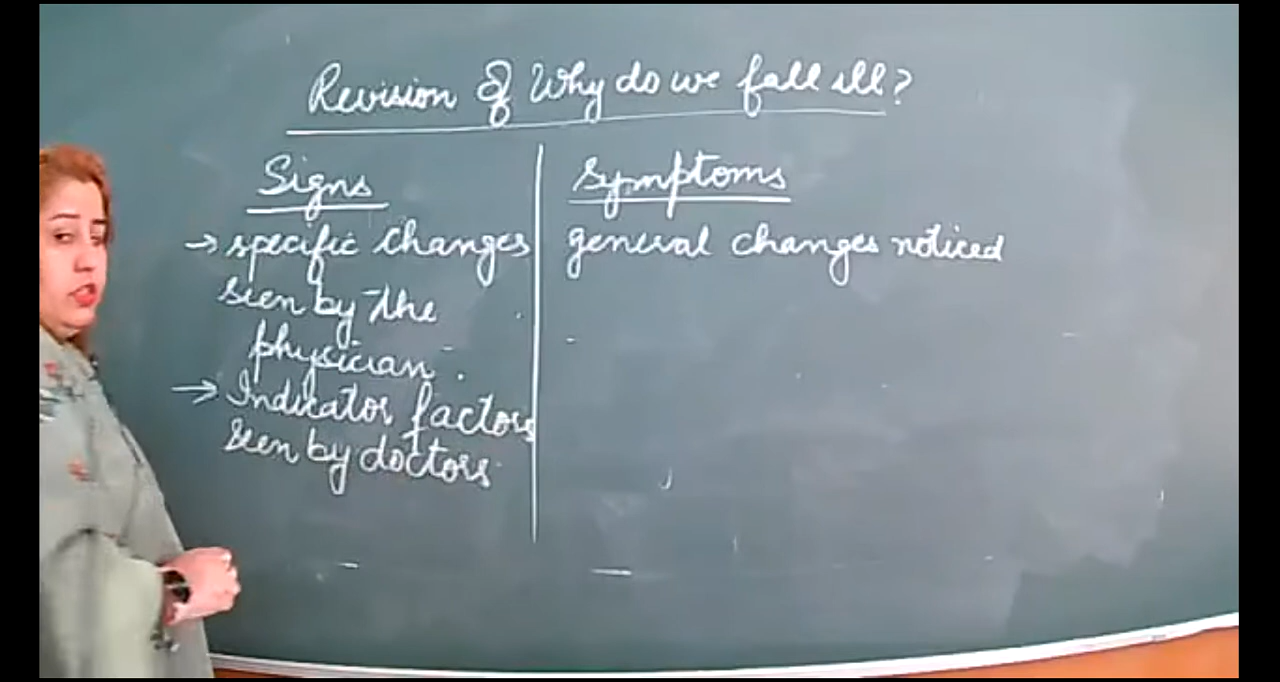 Revision of Why do we fall ill?
Signs
→ specific changes
seen by the
physician.
→ Indicator factors
seen by doctors
Symptoms
general changes noticed